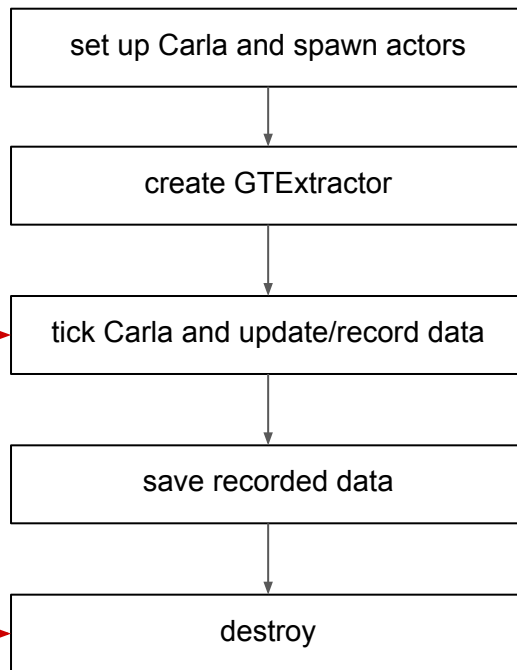 set up Carla and spawn actors
create GTExtractor
tick Carla and update/record data
save recorded data
destroy